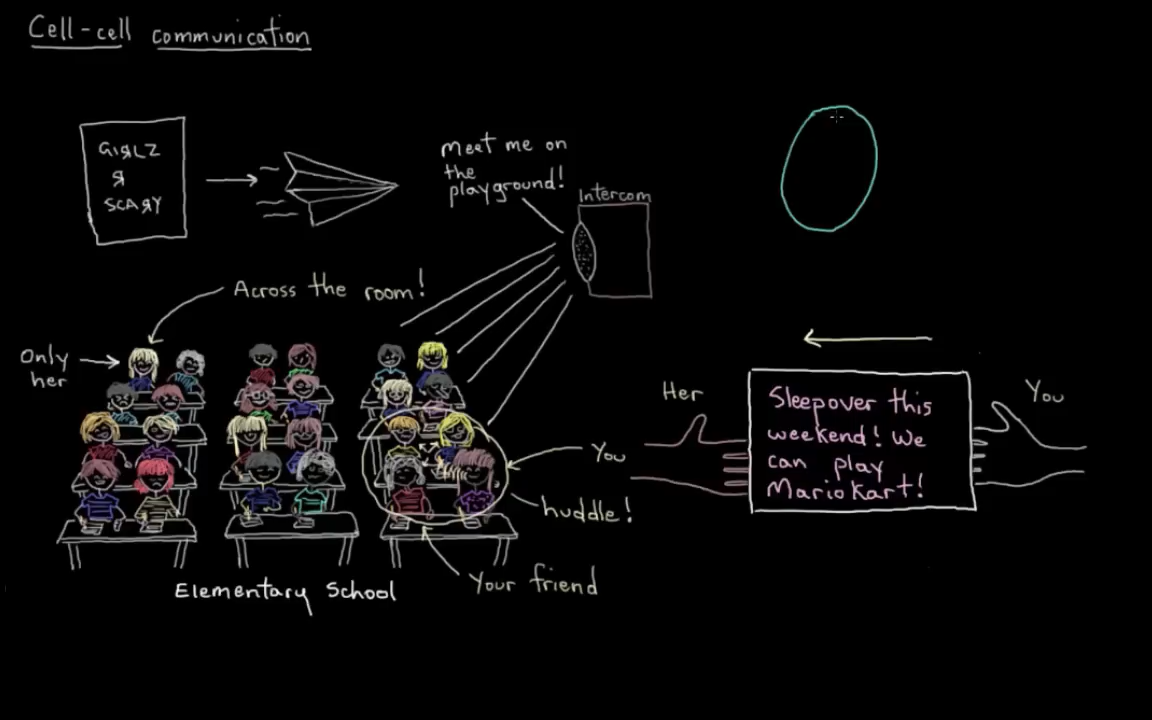 Cell-cell communication
GIЯLZ
Я
SCAЯY
Meet me on
the
playground!
Intercom
Across the room!
Only
her
Her
You
Sleepover this
weekend! We
can play
MarioKart!
You
huddle!
Your friend
Elementary School